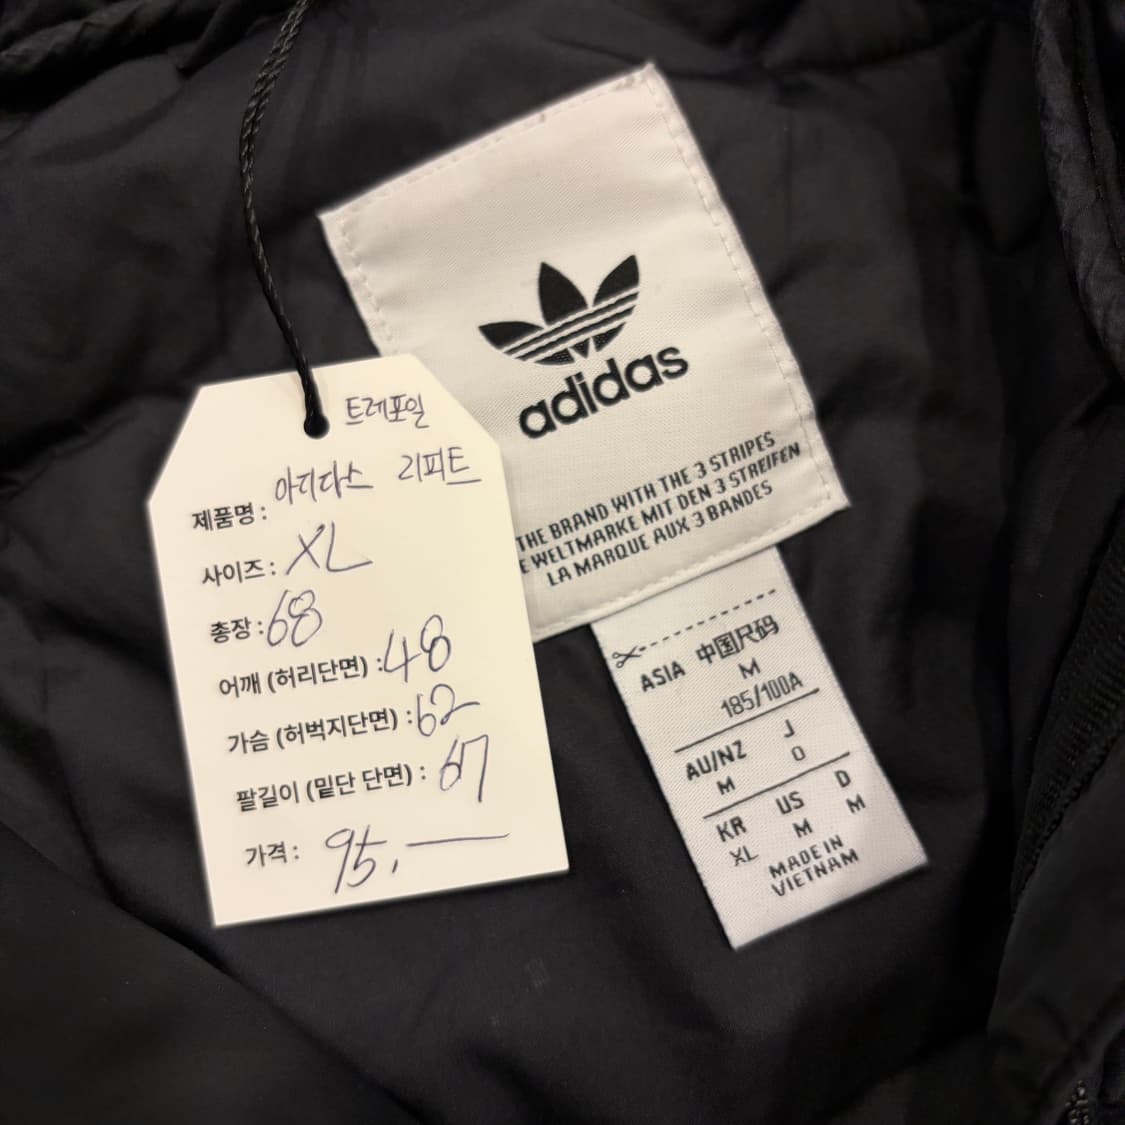 트레포일
제품명 : 아디다스 리피트
사이즈 : XL
총장 : 68
어깨 (허리단면) : 48
가슴 (허벅지단면) : 62
팔길이 (밑단 단면) : 67
가격 : 95,
adidas
THE BRAND WITH THE 3 STRIPES
E WELTMARKE MIT DEN 3 STREIFEN
LA MARQUE AUX 3 BANDES
ASIA 中国尺码
M
185/100A
AU/NZ J
M O
KR US D
XL M M
MADE IN
VIETNAM